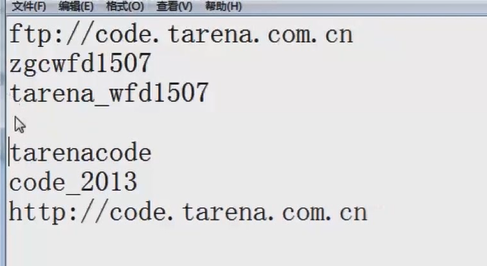 文件(F) 编辑(E) 格式(O) 查看(V) 帮助(H)
ftp://code.tarena.com.cn
zgcwfd1507
tarena_wfd1507
tarenacode
code_2013
http://code.tarena.com.cn